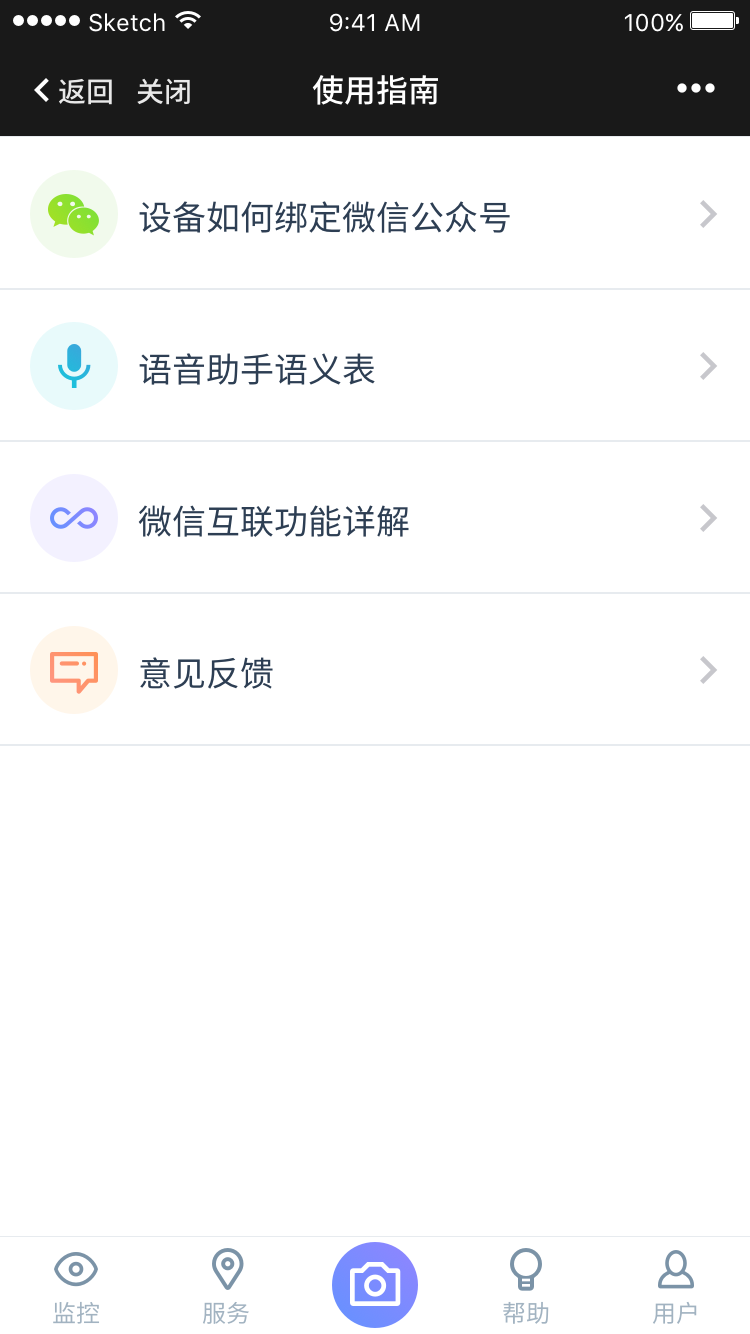 Sketch 9:41 AM 100%
返回 关闭 使用指南
设备如何绑定微信公众号
语音助手语义表
微信互联功能详解
意见反馈
监控 服务 帮助 用户